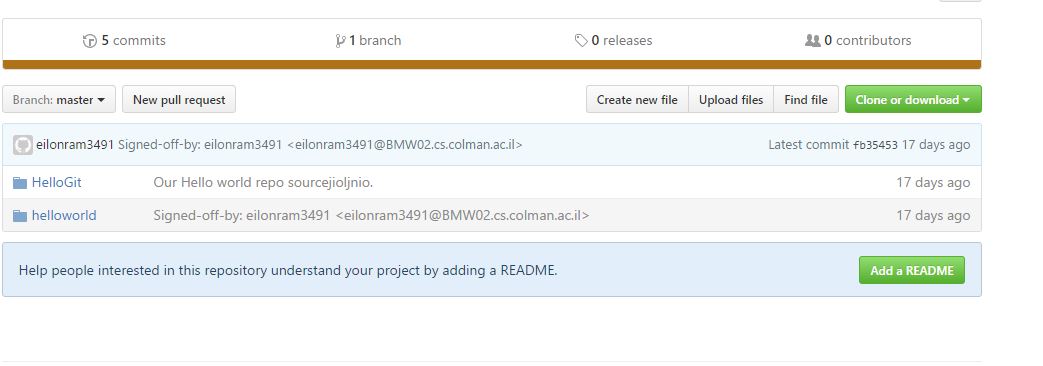 5 commits 1 branch 0 releases 0 contributors
Branch: master New pull request Create new file Upload files Find file Clone or download
eilonram3491 Signed-off-by: eilonram3491 <eilonram3491@BMW02.cs.colman.ac.il> Latest commit fb35453 17 days ago
HelloGit Our Hello world repo sourcejioljnio. 17 days ago
helloworld Signed-off-by: eilonram3491 <eilonram3491@BMW02.cs.colman.ac.il> 17 days ago
Help people interested in this repository understand your project by adding a README. Add a README